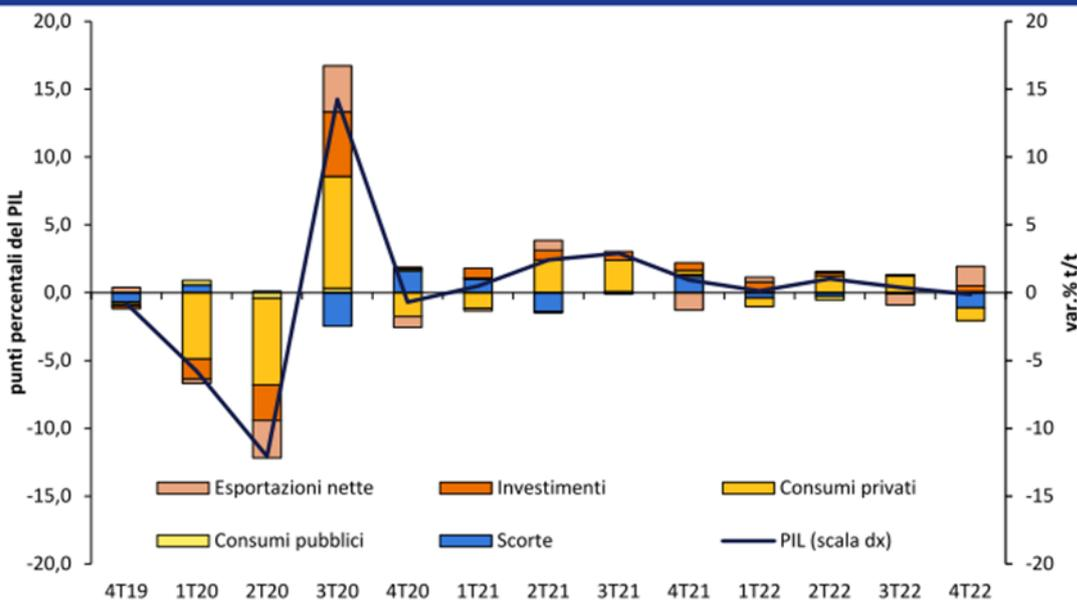 20,0
15,0
10,0
5,0
0,0
-5,0
-10,0
-15,0
-20,0
punti percentali del PIL
20
15
10
5
0
-5
-10
-15
-20
var.% t/t
Esportazioni nette
Investimenti
Consumi privati
Consumi pubblici
Scorte
PIL (scala dx)
4T19 1T20 2T20 3T20 4T20 1T21 2T21 3T21 4T21 1T22 2T22 3T22 4T22